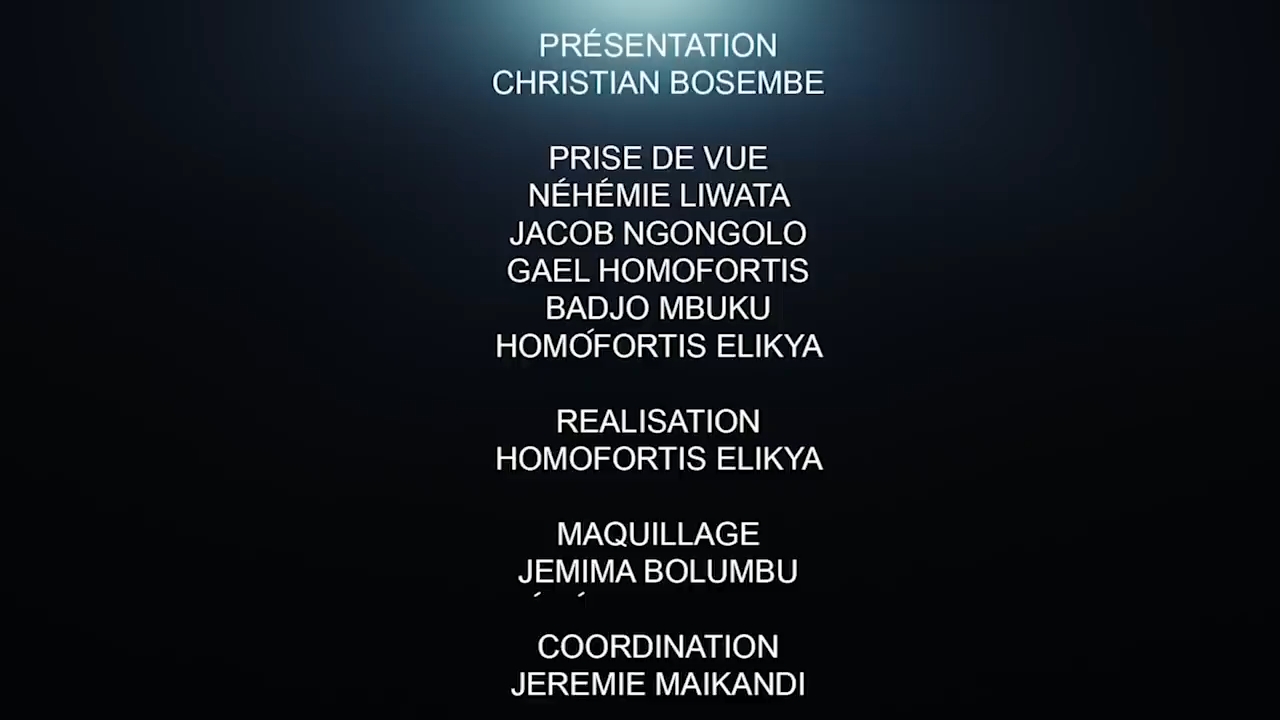 PRÉSENTATION
CHRISTIAN BOSEMBE
PRISE DE VUE
NÉHÉMIE LIWATA
JACOB NGONGOLO
GAEL HOMOFORTIS
BADJO MBUKU
HOMOFORTIS ELIKYA
REALISATION
HOMOFORTIS ELIKYA
MAQUILLAGE
JEMIMA BOLUMBU
COORDINATION
JEREMIE MAIKANDI